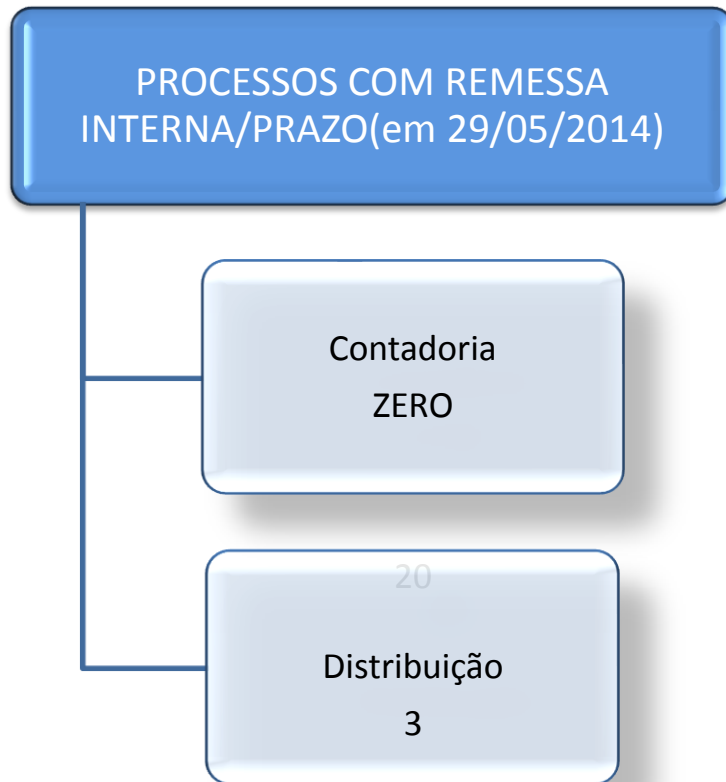 PROCESSOS COM REMESSA
INTERNA/PRAZO(em 29/05/2014)
Contadoria
ZERO
20
Distribuição
3